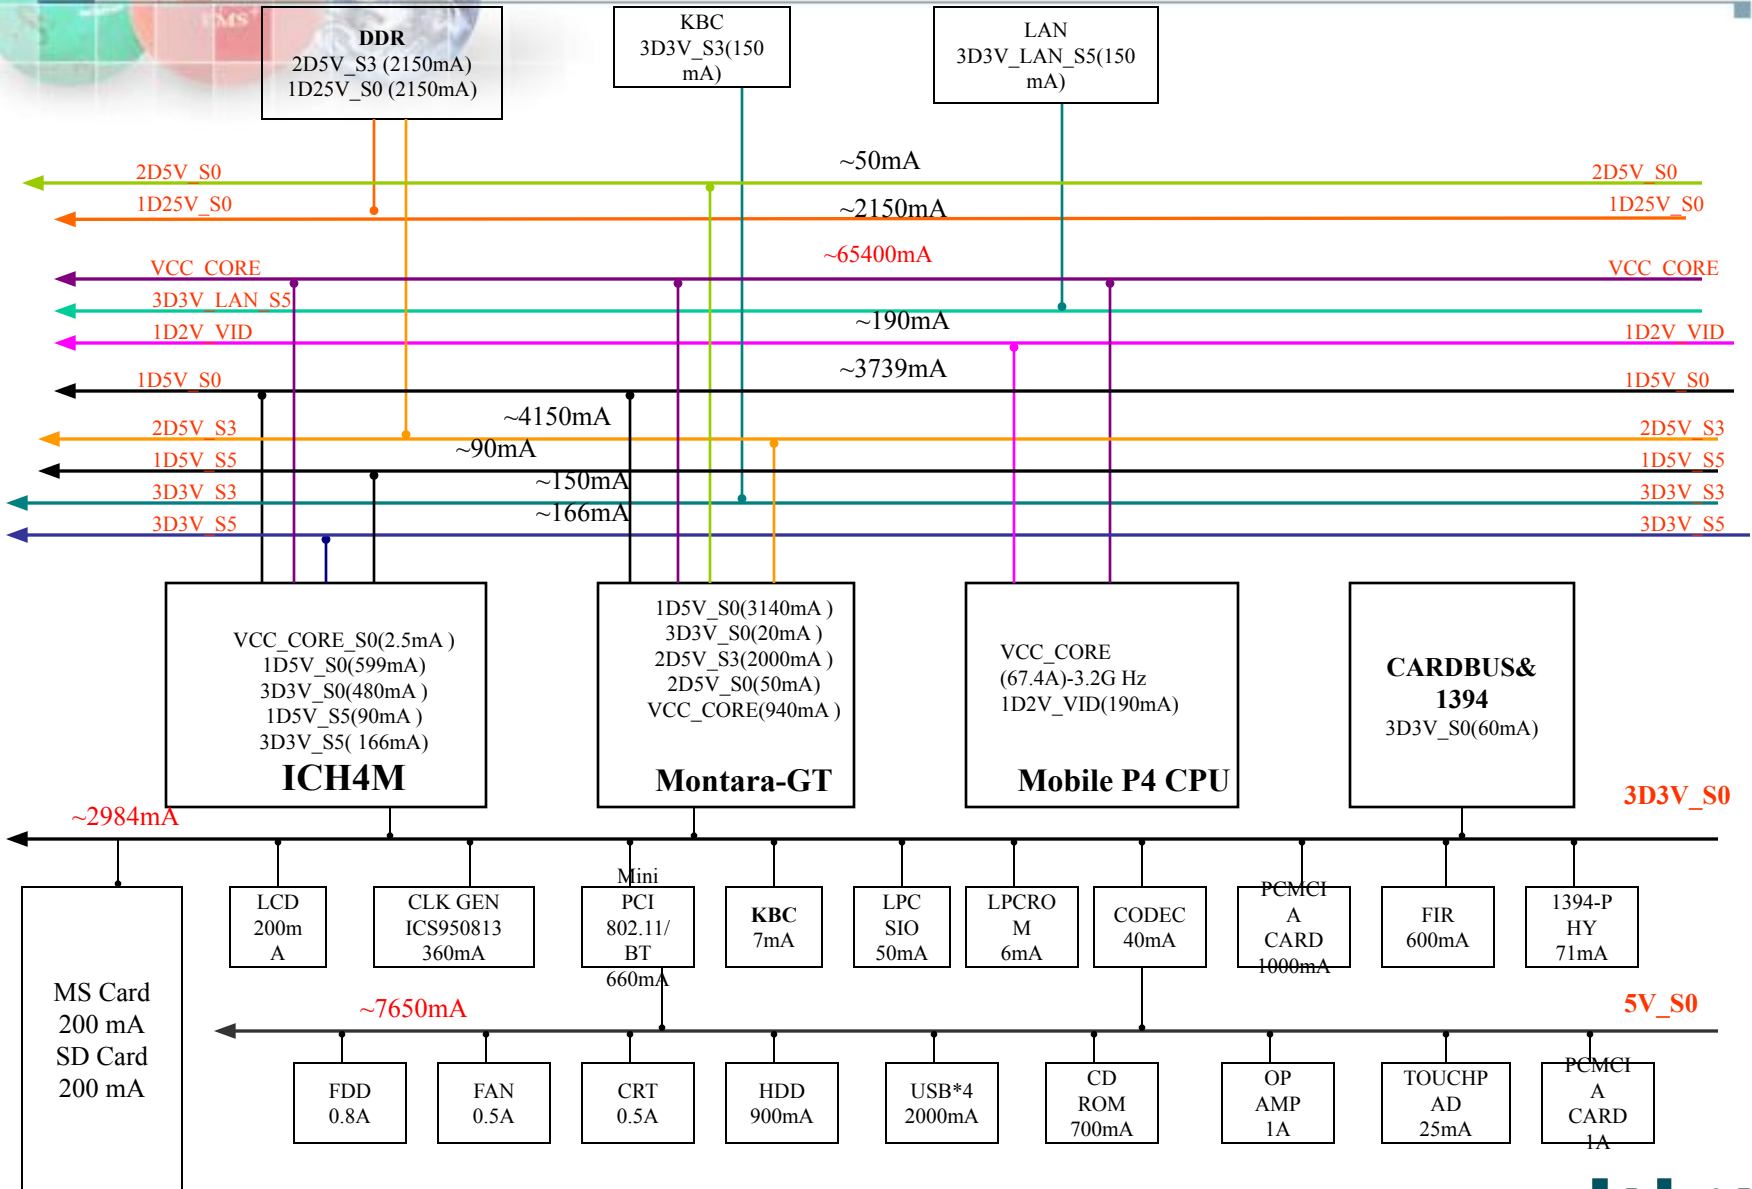 EMS
DDR
2D5V_S3 (2150mA)
1D25V_S0 (2150mA)
KBC
3D3V_S3(150
mA)
LAN
3D3V_LAN_S5(150
mA)
2D5V_S0
~50mA
2D5V_S0
1D25V_S0
~2150mA
1D25V_S0
VCC_CORE
~65400mA
VCC_CORE
3D3V_LAN_S5
1D2V_VID
~190mA
1D2V_VID
1D5V_S0
~3739mA
1D5V_S0
2D5V_S3
~4150mA
2D5V_S3
1D5V_S5
~90mA
1D5V_S5
3D3V_S3
~150mA
3D3V_S3
3D3V_S5
~166mA
3D3V_S5
VCC_CORE_S0(2.5mA )
1D5V_S0(599mA)
3D3V_S0(480mA )
1D5V_S5(90mA )
3D3V_S5( 166mA)
ICH4M
1D5V_S0(3140mA )
3D3V_S0(20mA )
2D5V_S3(2000mA )
2D5V_S0(50mA)
VCC_CORE(940mA )
Montara-GT
VCC_CORE
(67.4A)-3.2G Hz
1D2V_VID(190mA)
Mobile P4 CPU
CARDBUS&
1394
3D3V_S0(60mA)
~2984mA
3D3V_S0
MS Card
200 mA
SD Card
200 mA
LCD
200m
A
CLK GEN
ICS950813
360mA
Mini
PCI
802.11/
BT
660mA
KBC
7mA
LPC
SIO
50mA
LPCRO
M
6mA
CODEC
40mA
PCMCI
A
CARD
1000mA
FIR
600mA
1394-P
HY
71mA
~7650mA
5V_S0
FDD
0.8A
FAN
0.5A
CRT
0.5A
HDD
900mA
USB*4
2000mA
CD
ROM
700mA
OP
AMP
1A
TOUCHP
AD
25mA
PCMCI
A
CARD
1A